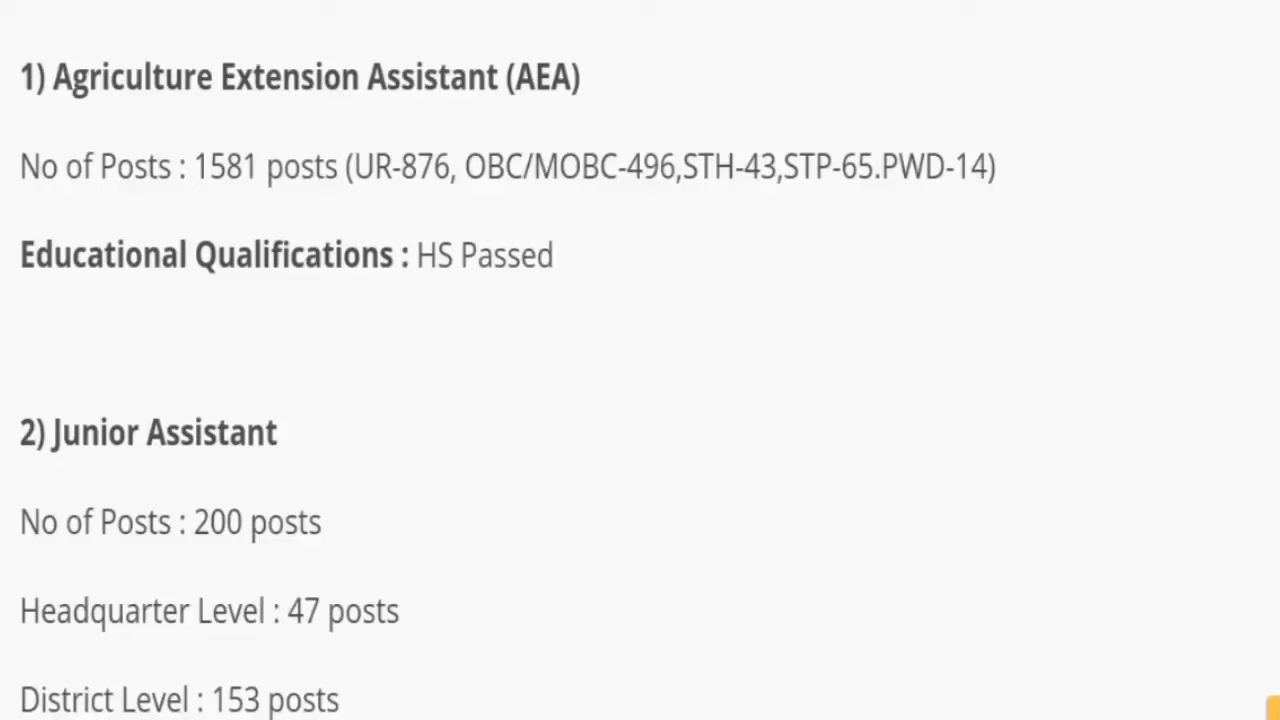 1) Agriculture Extension Assistant (AEA)
No of Posts : 1581 posts (UR-876, OBC/MOBC-496,STH-43,STP-65.PWD-14)
Educational Qualifications : HS Passed
2) Junior Assistant
No of Posts : 200 posts
Headquarter Level : 47 posts
District Level : 153 posts